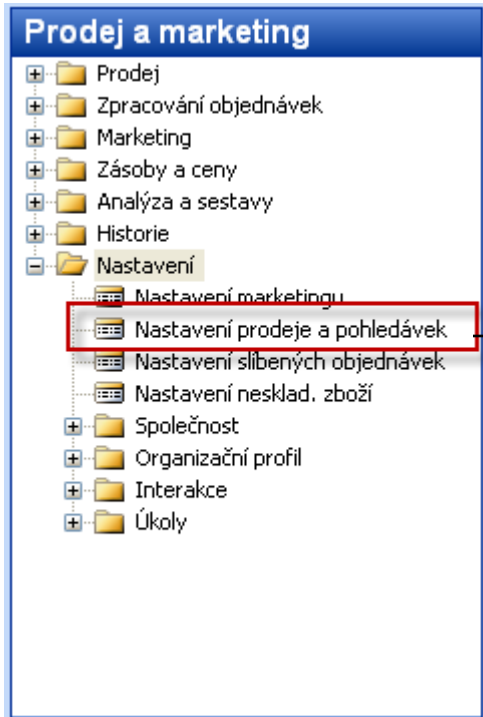 Prodej a marketing
Prodej
Zpracování objednávek
Marketing
Zásoby a ceny
Analýza a sestavy
Historie
Nastavení
Nastavení marketingu
Nastavení prodeje a pohledávek
Nastavení slíbených objednávek
Nastavení nesklad. zboží
Společnost
Organizační profil
Interakce
Úkoly